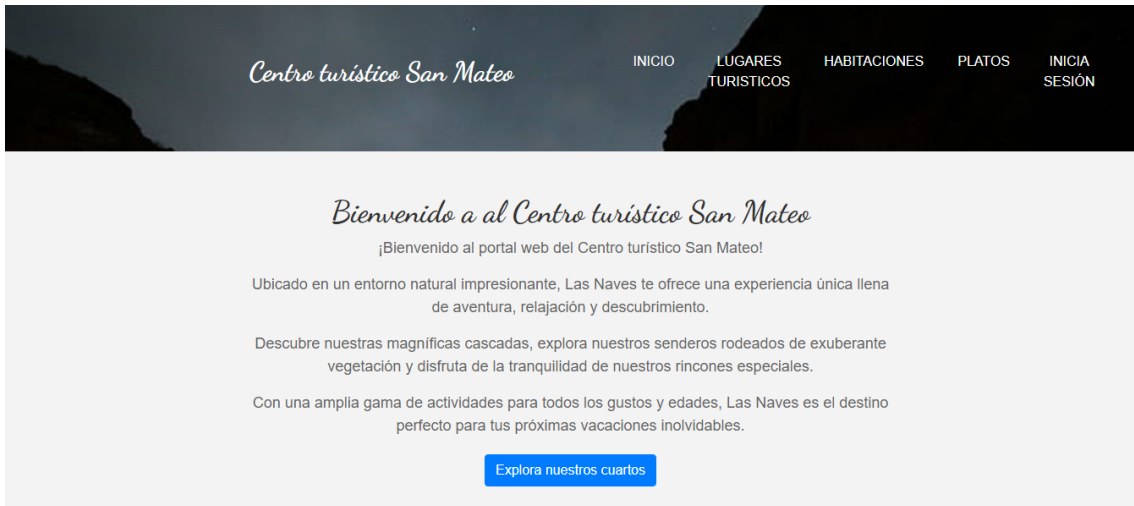 Centro turístico San Mateo
INICIO
LUGARES
TURISTICOS
HABITACIONES
PLATOS
INICIA
SESIÓN
Bienvenido a al Centro turístico San Mateo
¡Bienvenido al portal web del Centro turístico San Mateo!
Ubicado en un entorno natural impresionante, Las Naves te ofrece una experiencia única llena
de aventura, relajación y descubrimiento.
Descubre nuestras magníficas cascadas, explora nuestros senderos rodeados de exuberante
vegetación y disfruta de la tranquilidad de nuestros rincones especiales.
Con una amplia gama de actividades para todos los gustos y edades, Las Naves es el destino
perfecto para tus próximas vacaciones inolvidables.
Explora nuestros cuartos